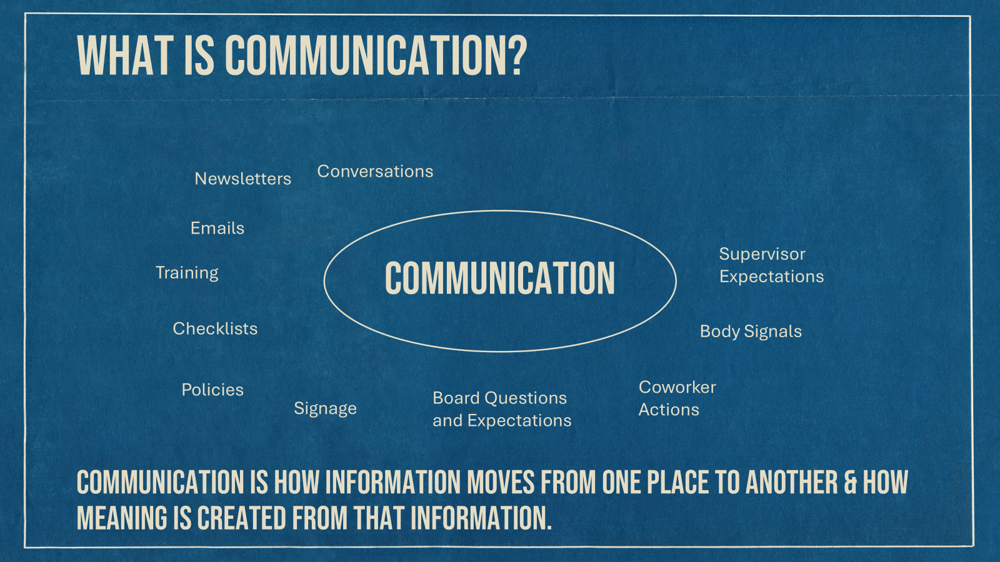 WHAT IS COMMUNICATION?
Newsletters
Conversations
Emails
Training
Checklists
Policies
Signage
COMMUNICATION
Supervisor
Expectations
Body Signals
Board Questions
and Expectations
Coworker
Actions
COMMUNICATION IS HOW INFORMATION MOVES FROM ONE PLACE TO ANOTHER & HOW
MEANING IS CREATED FROM THAT INFORMATION.